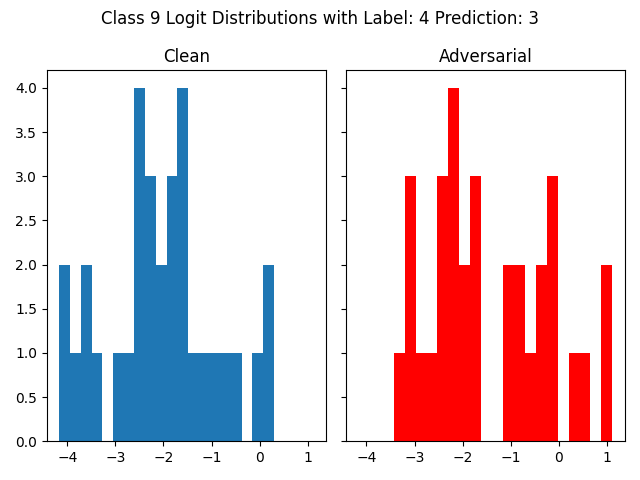 Class 9 Logit Distributions with Label: 4 Prediction: 3
Clean
Adversarial
4.0
3.5
3.0
2.5
2.0
1.5
1.0
0.5
0.0
−4 −3 −2 −1 0 1
−4 −3 −2 −1 0 1